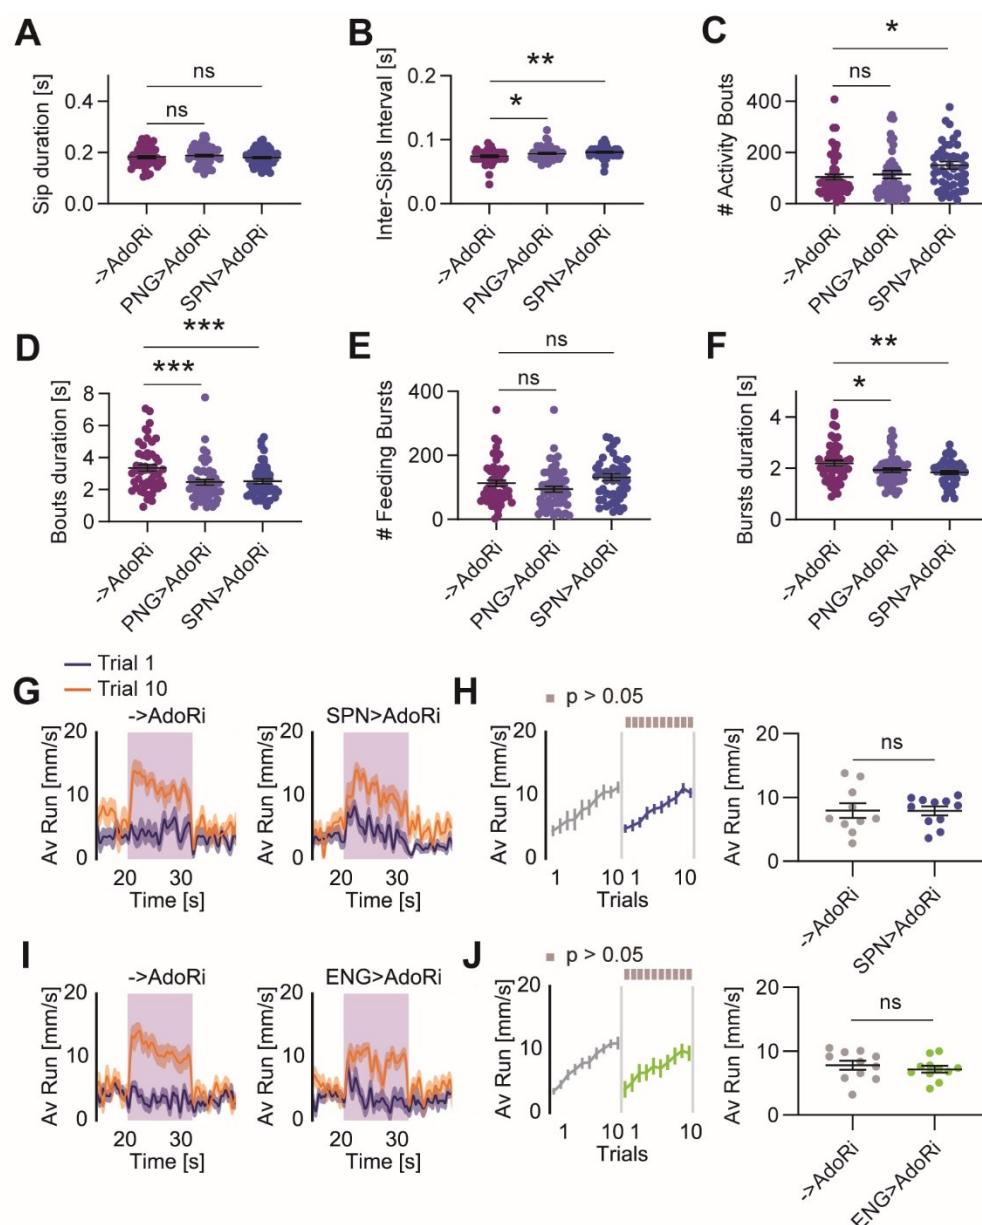 A
Sip duration [s]
0.4
0.2
0.0
ns
ns
->AdoRi
PNG>AdoRi
SPN>AdoRi
B
Inter-Sips Interval [s]
0.2
0.1
0.0
**
*
->AdoRi
PNG>AdoRi
SPN>AdoRi
C
# Activity Bouts
400
200
0
*
ns
->AdoRi
PNG>AdoRi
SPN>AdoRi
D
Bouts duration [s]
8
6
4
2
0
***
***
->AdoRi
PNG>AdoRi
SPN>AdoRi
E
# Feeding Bursts
400
200
0
ns
ns
->AdoRi
PNG>AdoRi
SPN>AdoRi
F
Bursts duration [s]
4
2
0
**
*
->AdoRi
PNG>AdoRi
SPN>AdoRi
Trial 1
Trial 10
G
->AdoRi
Av Run [mm/s]
20
10
0
20 30
Time [s]
SPN>AdoRi
Av Run [mm/s]
20
10
0
20 30
Time [s]
H
p > 0.05
Av Run [mm/s]
20
10
0
1 10 1 10
Trials
Av Run [mm/s]
20
10
0
ns
->AdoRi
SPN>AdoRi
I
->AdoRi
Av Run [mm/s]
20
10
0
20 30
Time [s]
ENG>AdoRi
Av Run [mm/s]
20
10
0
20 30
Time [s]
J
p > 0.05
Av Run [mm/s]
20
10
0
1 10 1 10
Trials
Av Run [mm/s]
20
10
0
ns
->AdoRi
ENG>AdoRi